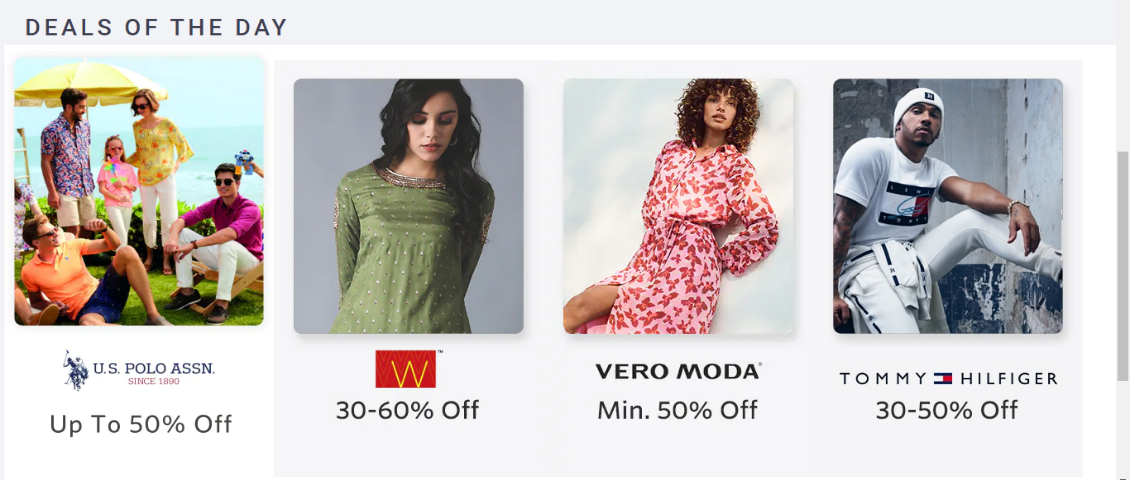 DEALS OF THE DAY
U.S. POLO ASSN.
SINCE 1890
Up To 50% Off
W™
30-60% Off
VERO MODA®
Min. 50% Off
TOMMY HILFIGER
30-50% Off